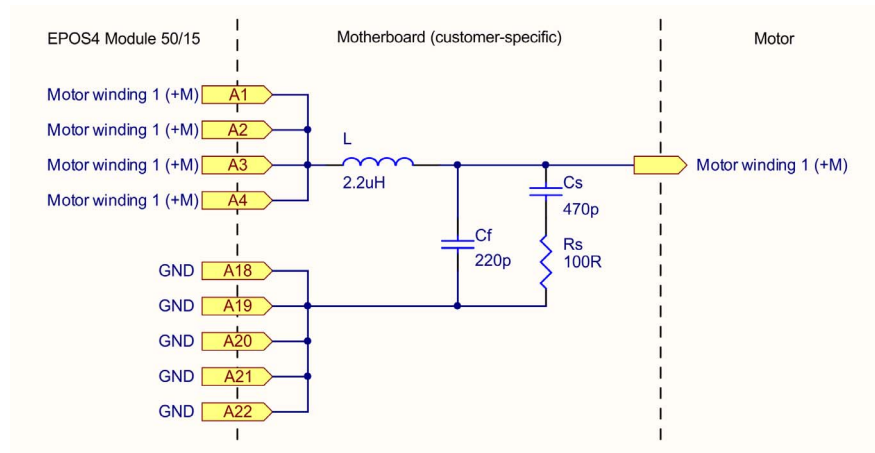 EPOS4 Module 50/15
Motherboard (customer-specific)
Motor
Motor winding 1 (+M) A1
Motor winding 1 (+M) A2
Motor winding 1 (+M) A3
Motor winding 1 (+M) A4
L
2.2uH
Motor winding 1 (+M)
Cs
470p
Cf
220p
Rs
100R
GND A18
GND A19
GND A20
GND A21
GND A22